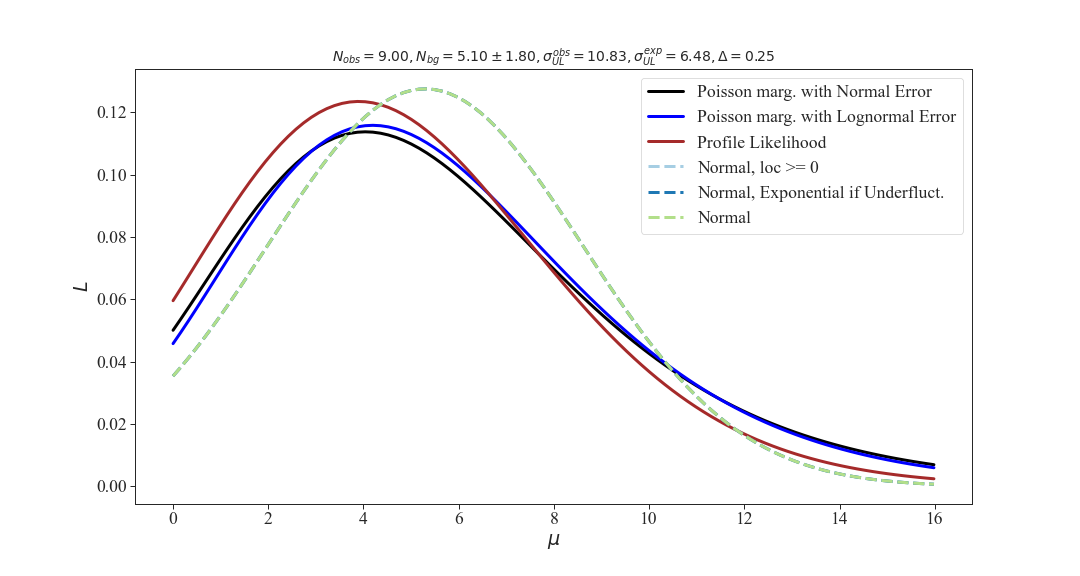 N_obs = 9.00, N_bg = 5.10 ± 1.80, σ_UL^obs = 10.83, σ_UL^exp = 6.48, Δ = 0.25
Poisson marg. with Normal Error
Poisson marg. with Lognormal Error
Profile Likelihood
Normal, loc >= 0
Normal, Exponential if Underfluct.
Normal
0.12
0.10
0.08
0.06
0.04
0.02
0.00
L
0 2 4 6 8 10 12 14 16
μ